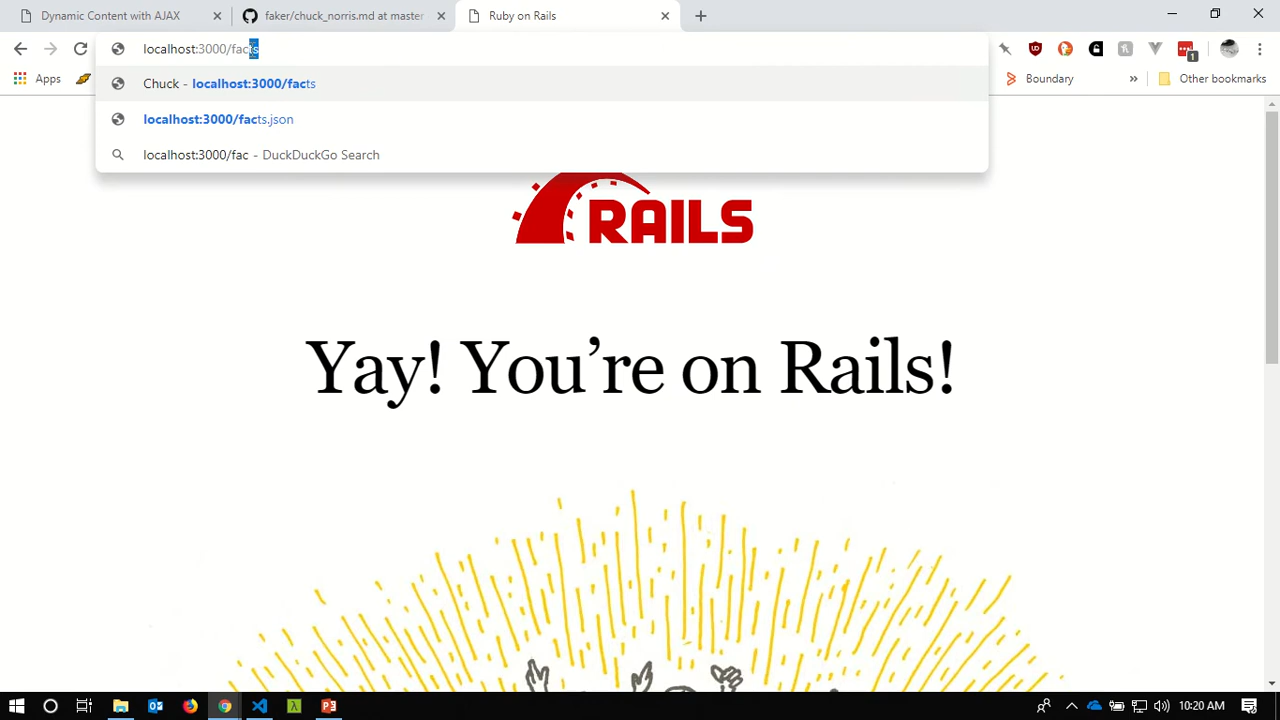 Dynamic Content with AJAX
faker/chuck_norris.md at master
Ruby on Rails
localhost:3000/facts
Apps
Boundary
»
Other bookmarks
1
Chuck - localhost:3000/facts
localhost:3000/facts.json
localhost:3000/fac - DuckDuckGo Search
RAILS
Yay! You're on Rails!
10:20 AM